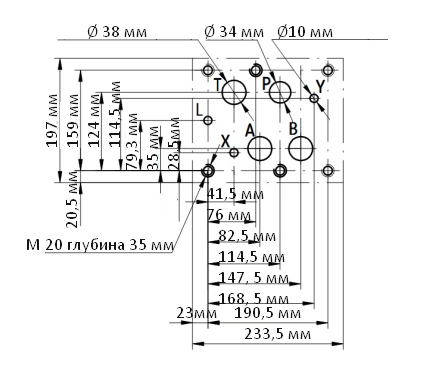 Ø 38 мм Ø 34 мм Ø10 мм
T P Y
L
A B
X
197 мм
159 мм
124 мм
114,5 мм
79,3 мм
35 мм
28,5 мм
20,5 мм
41,5 мм
76 мм
M 20 глубина 35 мм
82,5 мм
114,5 мм
147, 5 мм
168, 5 мм
23мм 190,5 мм
233,5 мм